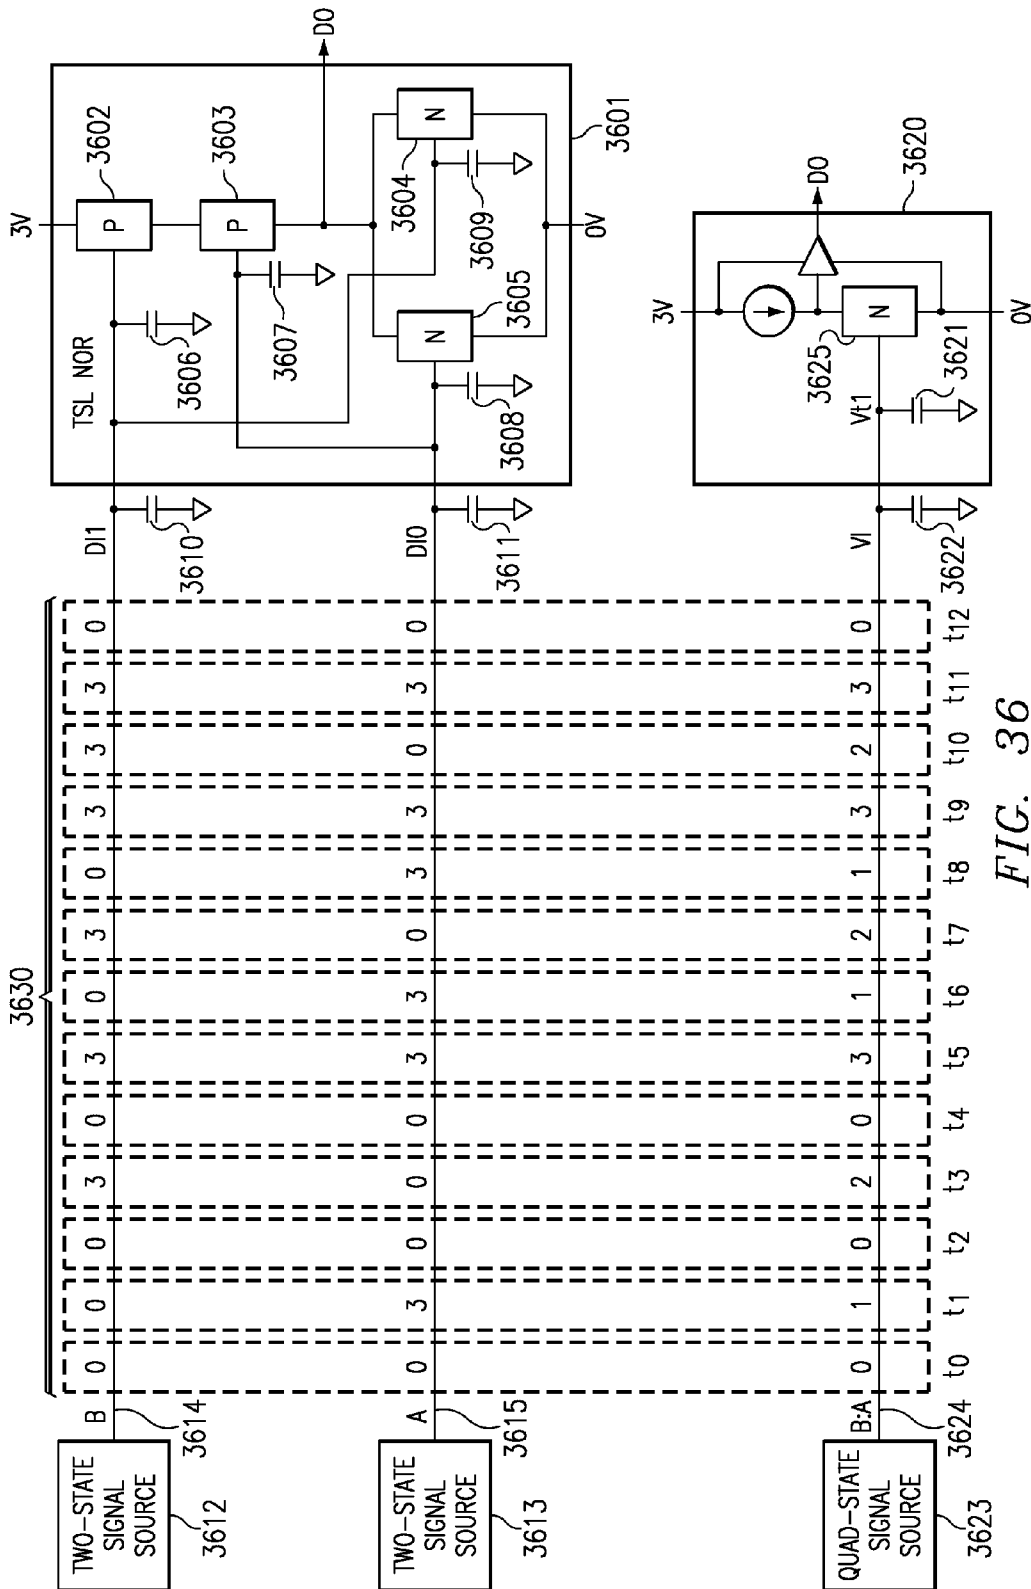 3630
B
0 0 0 3 0 3 0 3 0 3 3 3 0
DI1
TWO-STATE
SIGNAL
SOURCE
3612
3614
3610
TSL NOR
3606
3V
P
3602
P
3603
3607
DO
N
3604
3609
N
3605
3608
0V
3601
TWO-STATE
SIGNAL
SOURCE
3613
A
3615
0 3 0 0 0 3 3 0 3 3 0 3 0
DI0
3611
QUAD-STATE
SIGNAL
SOURCE
3623
B:A
3624
0 1 0 2 0 3 1 2 1 3 2 3 0
VI
3622
Vt1
3621
3V
N
3625
DO
3620
0V
t0 t1 t2 t3 t4 t5 t6 t7 t8 t9 t10 t11 t12
FIG. 36